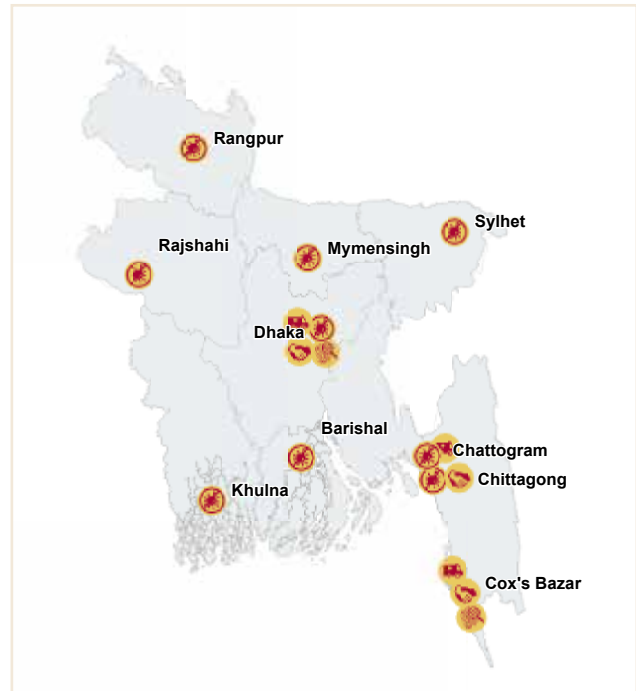 Rangpur
Sylhet
Rajshahi
Mymensingh
Dhaka
Barishal
Chattogram
Chittagong
Khulna
Cox's Bazar